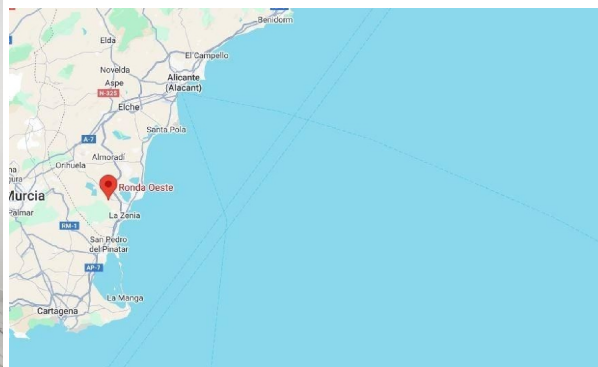 Benidorm
Elda
El Campello
Novelda
Alicante
(Alacant)
Aspe
N-325
Elche
Santa Pola
A-7
Almoradí
Orihuela
Ronda Oeste
Murcia
Palmar
La Zenia
RM-1
San Pedro
del Pinatar
AP-7
La Manga
Cartagena